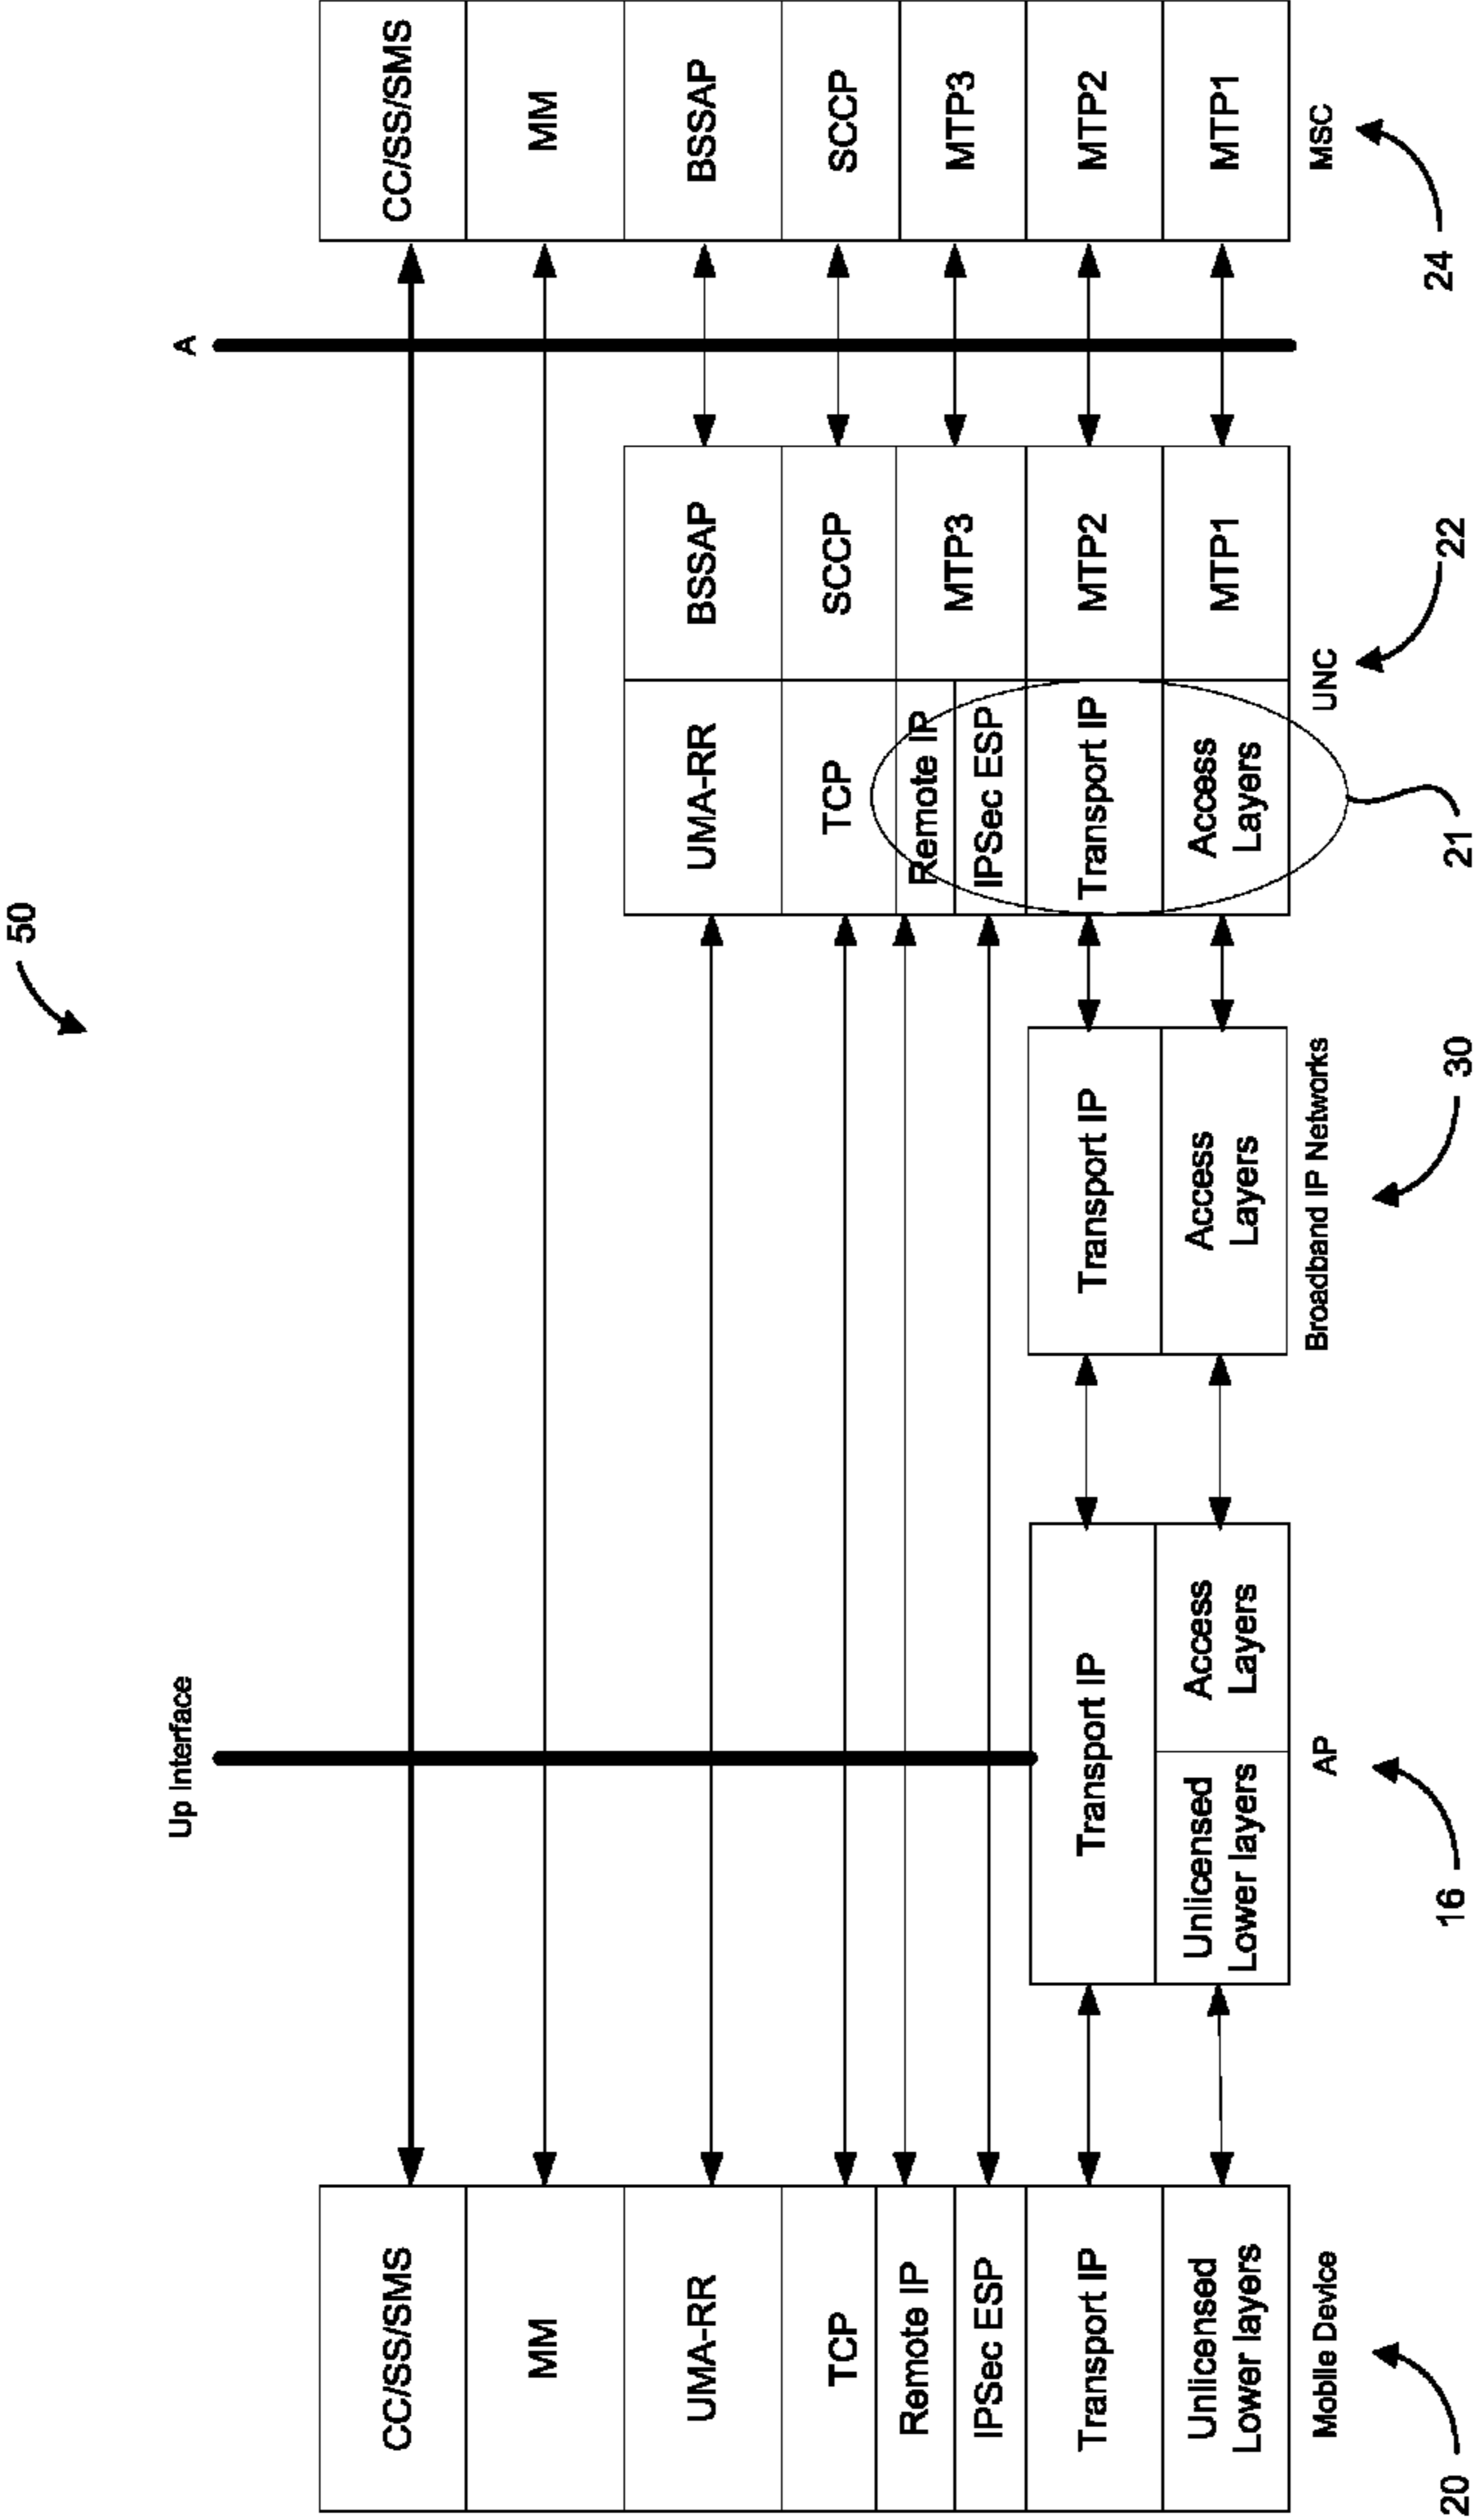 50
Up Interface
A
CC/SS/SMS
MM
UMA-RR
TCP
Remote IP
IPSec ESP
Transport IP
Unlicensed
Lower layers
Mobile Device
20
Transport IP
Unlicensed
Lower layers
Access
Layers
AP
16
Transport IP
Access
Layers
Broadband IP Networks
30
UMA-RR
TCP
Remote IP
IPSec ESP
Transport IP
Access
Layers
21
BSSAP
SCCP
MTP3
MTP2
MTP1
UNC
22
CC/SS/SMS
MM
BSSAP
SCCP
MTP3
MTP2
MTP1
MSC
24